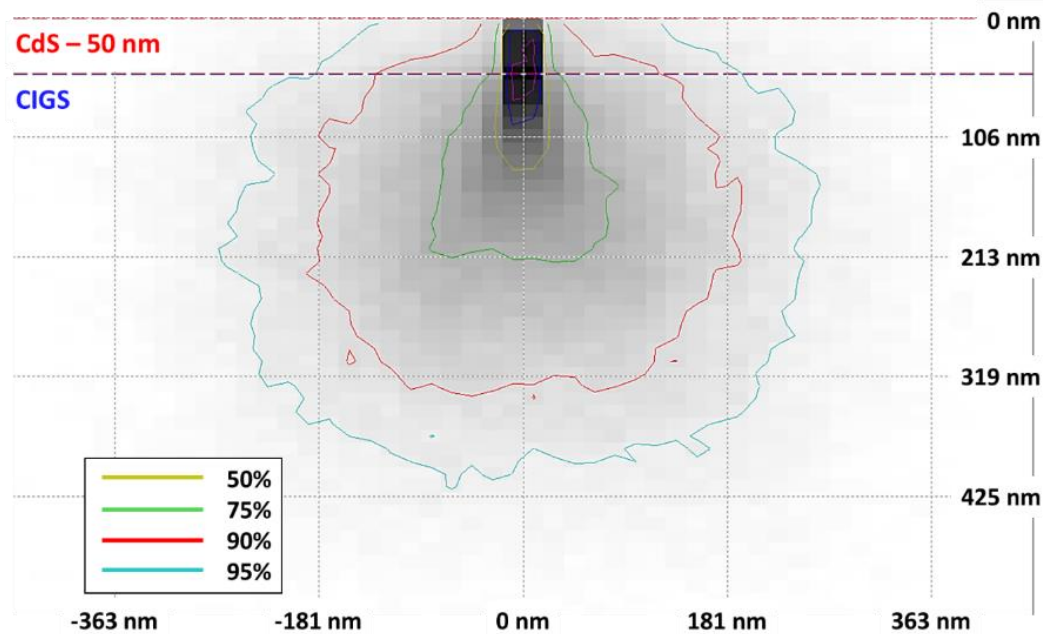 0 nm
CdS – 50 nm
CIGS
106 nm
213 nm
319 nm
425 nm
50%
75%
90%
95%
-363 nm
-181 nm
0 nm
181 nm
363 nm